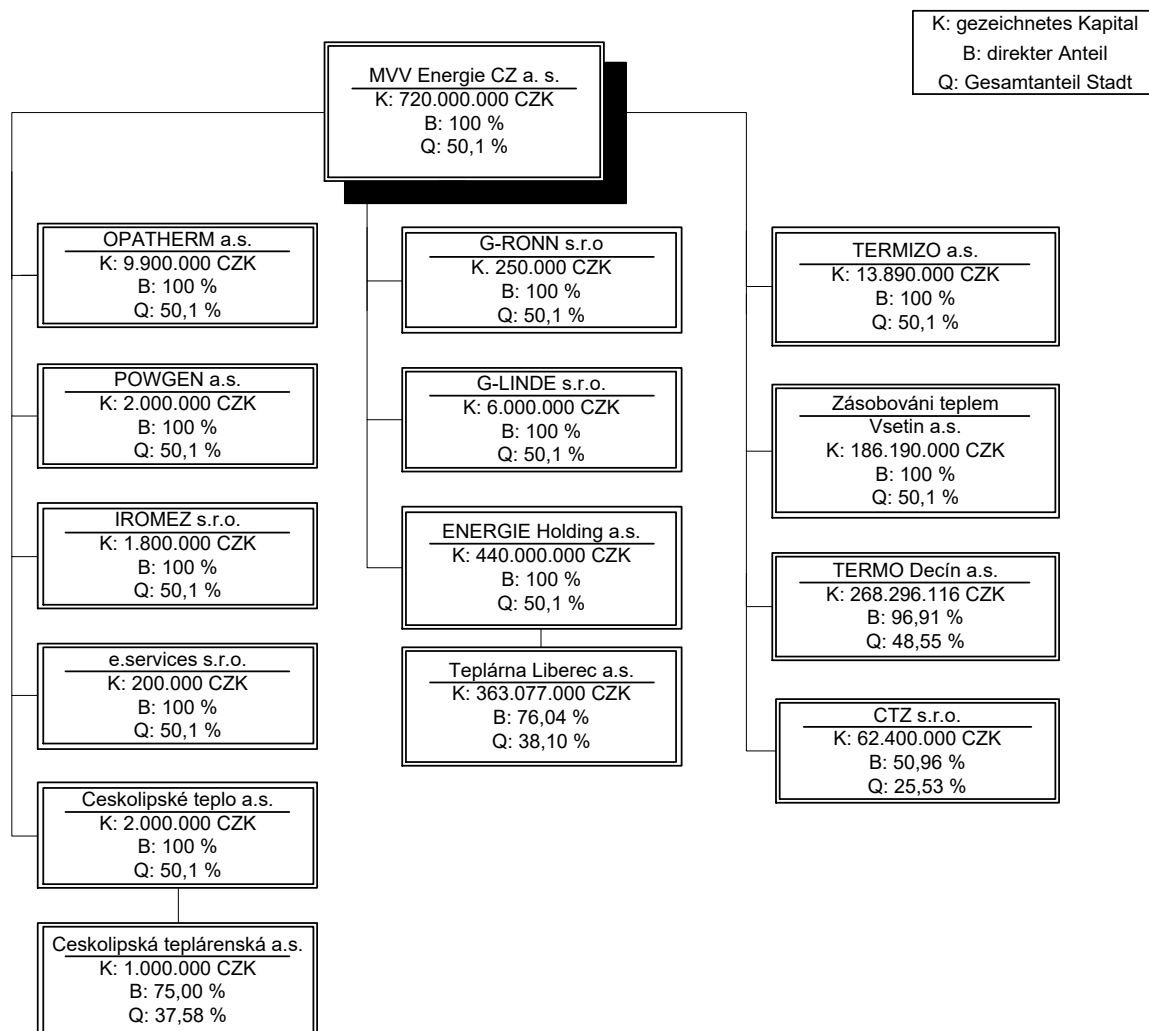 K: gezeichnetes Kapital
B: direkter Anteil
Q: Gesamtanteil Stadt
MVV Energie CZ a. s.
K: 720.000.000 CZK
B: 100 %
Q: 50,1 %
OPATHERM a.s.
K: 9.900.000 CZK
B: 100 %
Q: 50,1 %
POWGEN a.s.
K: 2.000.000 CZK
B: 100 %
Q: 50,1 %
IROMEZ s.r.o.
K: 1.800.000 CZK
B: 100 %
Q: 50,1 %
e.services s.r.o.
K: 200.000 CZK
B: 100 %
Q: 50,1 %
Ceskolipské teplo a.s.
K: 2.000.000 CZK
B: 100 %
Q: 50,1 %
Ceskolipská teplárenská a.s.
K: 1.000.000 CZK
B: 75,00 %
Q: 37,58 %
G-RONN s.r.o
K. 250.000 CZK
B: 100 %
Q: 50,1 %
G-LINDE s.r.o.
K: 6.000.000 CZK
B: 100 %
Q: 50,1 %
ENERGIE Holding a.s.
K: 440.000.000 CZK
B: 100 %
Q: 50,1 %
Teplárna Liberec a.s.
K: 363.077.000 CZK
B: 76,04 %
Q: 38,10 %
TERMIZO a.s.
K: 13.890.000 CZK
B: 100 %
Q: 50,1 %
Zásobováni teplem
Vsetin a.s.
K: 186.190.000 CZK
B: 100 %
Q: 50,1 %
TERMO Decín a.s.
K: 268.296.116 CZK
B: 96,91 %
Q: 48,55 %
CTZ s.r.o.
K: 62.400.000 CZK
B: 50,96 %
Q: 25,53 %